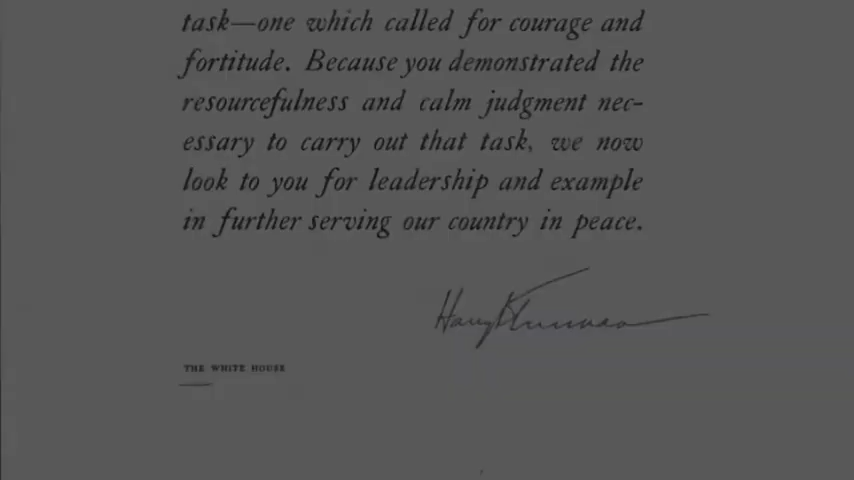 task—one which called for courage and
fortitude. Because you demonstrated the
resourcefulness and calm judgment nec-
essary to carry out that task, we now
look to you for leadership and example
in further serving our country in peace.
Harry Truman
THE WHITE HOUSE